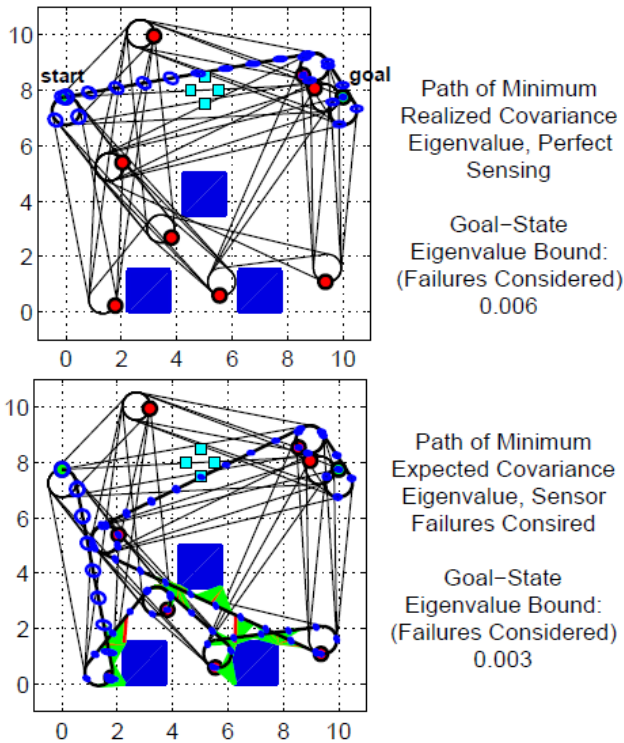 10
8
6
4
2
0
start
goal
0 2 4 6 8 10
Path of Minimum
Realized Covariance
Eigenvalue, Perfect
Sensing
Goal−State
Eigenvalue Bound:
(Failures Considered)
0.006
10
8
6
4
2
0
0 2 4 6 8 10
Path of Minimum
Expected Covariance
Eigenvalue, Sensor
Failures Consired
Goal−State
Eigenvalue Bound:
(Failures Considered)
0.003